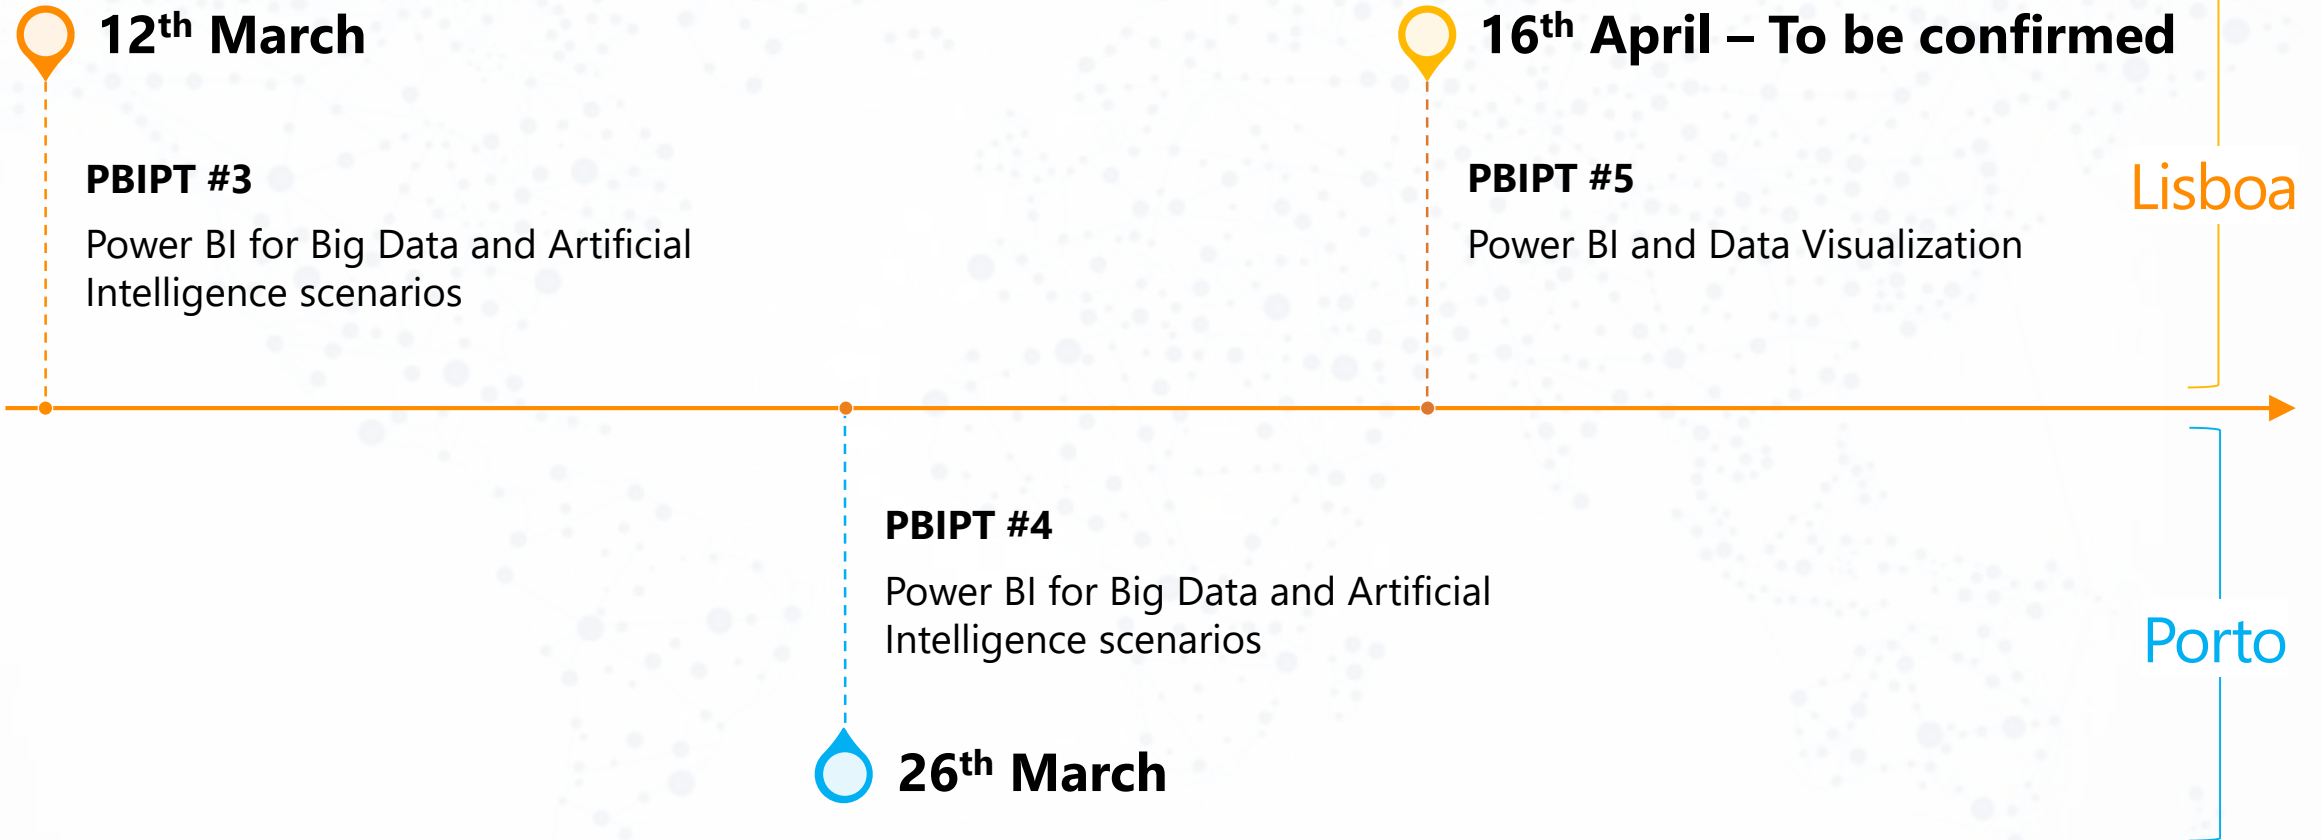 12th March
16th April – To be confirmed
PBIPT #3
Power BI for Big Data and Artificial
Intelligence scenarios
PBIPT #5
Power BI and Data Visualization
Lisboa
PBIPT #4
Power BI for Big Data and Artificial
Intelligence scenarios
Porto
26th March